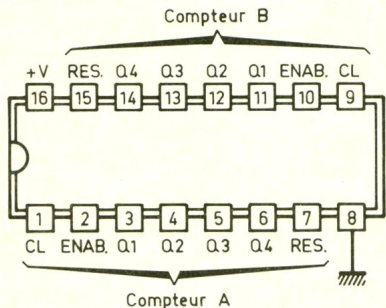 Compteur B
+V RES. Q4 Q3 Q2 Q1 ENAB. CL
16 15 14 13 12 11 10 9
1 2 3 4 5 6 7 8
CL ENAB. Q1 Q2 Q3 Q4 RES.
Compteur A